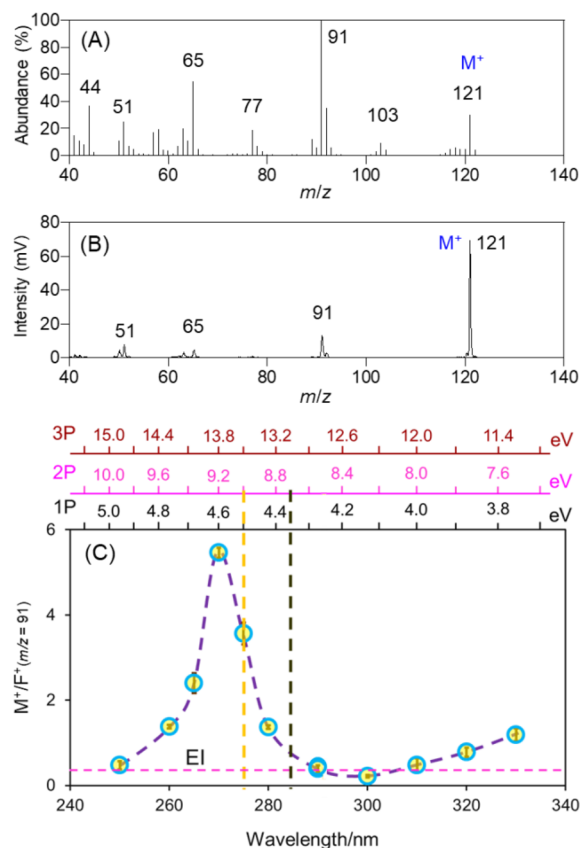 (A)
Abundance (%)
100
80
60
40
20
0
44
51
65
77
91
103
M⁺
121
40
60
80
100
120
140
m/z
(B)
Intensity (mV)
80
60
40
20
0
51
65
91
M⁺ 121
40
60
80
100
120
140
m/z
3P 15.0 14.4 13.8 13.2 12.6 12.0 11.4 eV
2P 10.0 9.6 9.2 8.8 8.4 8.0 7.6 eV
1P 5.0 4.8 4.6 4.4 4.2 4.0 3.8 eV
(C)
M⁺/F⁺(m/z = 91)
6
4
2
0
EI
240 260 280 300 320 340
Wavelength/nm